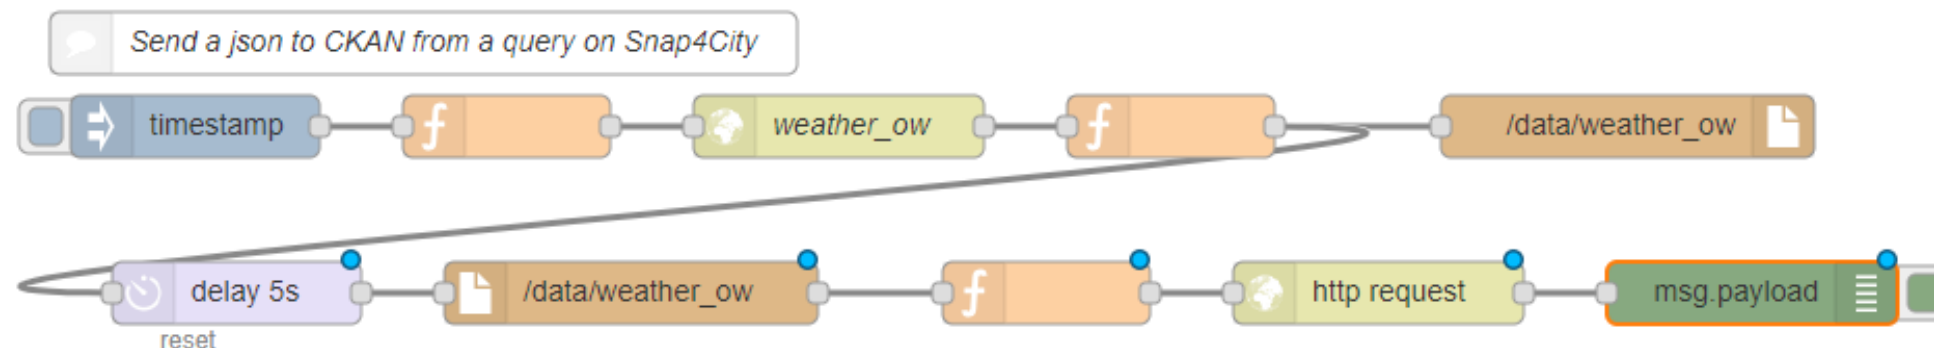 Send a json to CKAN from a query on Snap4City
timestamp
weather_ow
/data/weather_ow
delay 5s
/data/weather_ow
http request
msg.payload
reset